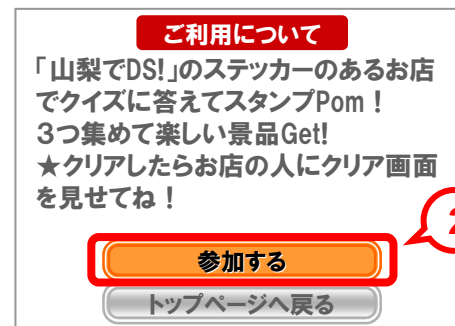 ご利用について
「山梨でDS!」のステッカーのあるお店
でクイズに答えてスタンプPom！
３つ集めて楽しい景品Get!
★クリアしたらお店の人にクリア画面
を見せてね！
2
参加する
トップページへ戻る